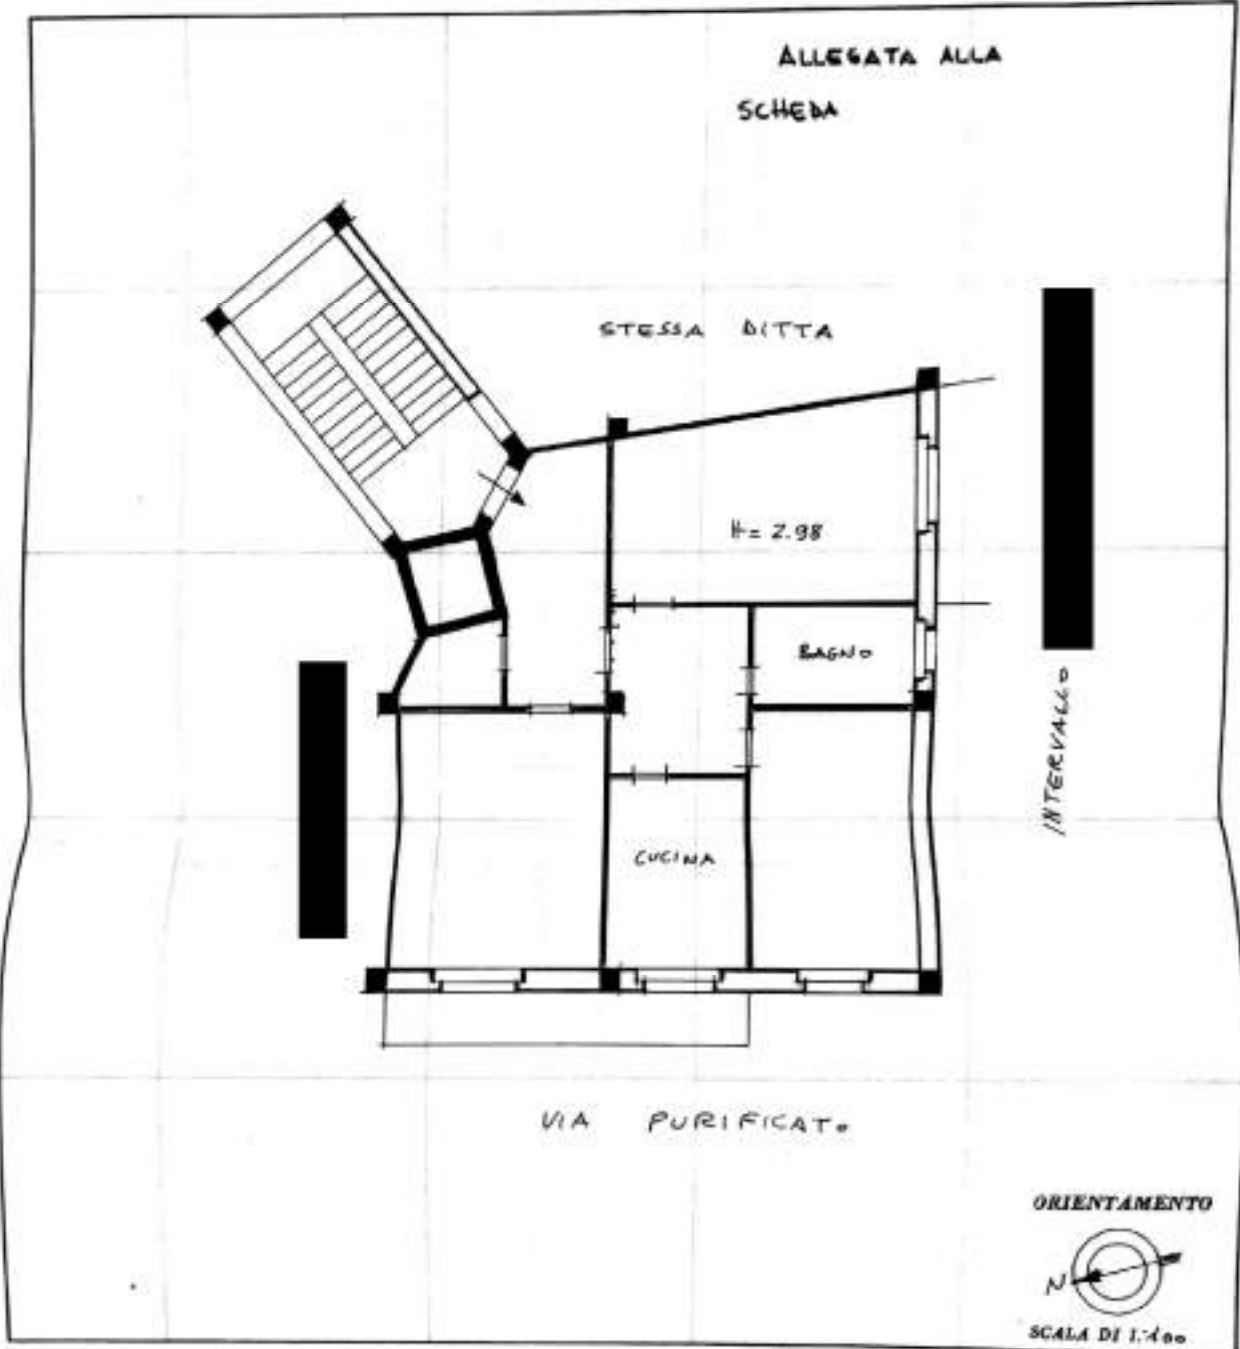 ALLEGATA ALLA
SCHEDA
STESSA DITTA
H = 2.98
BAGNO
INTERVALLO
CUCINA
VIA PURIFICATO
ORIENTAMENTO
N
SCALA DI 1:100